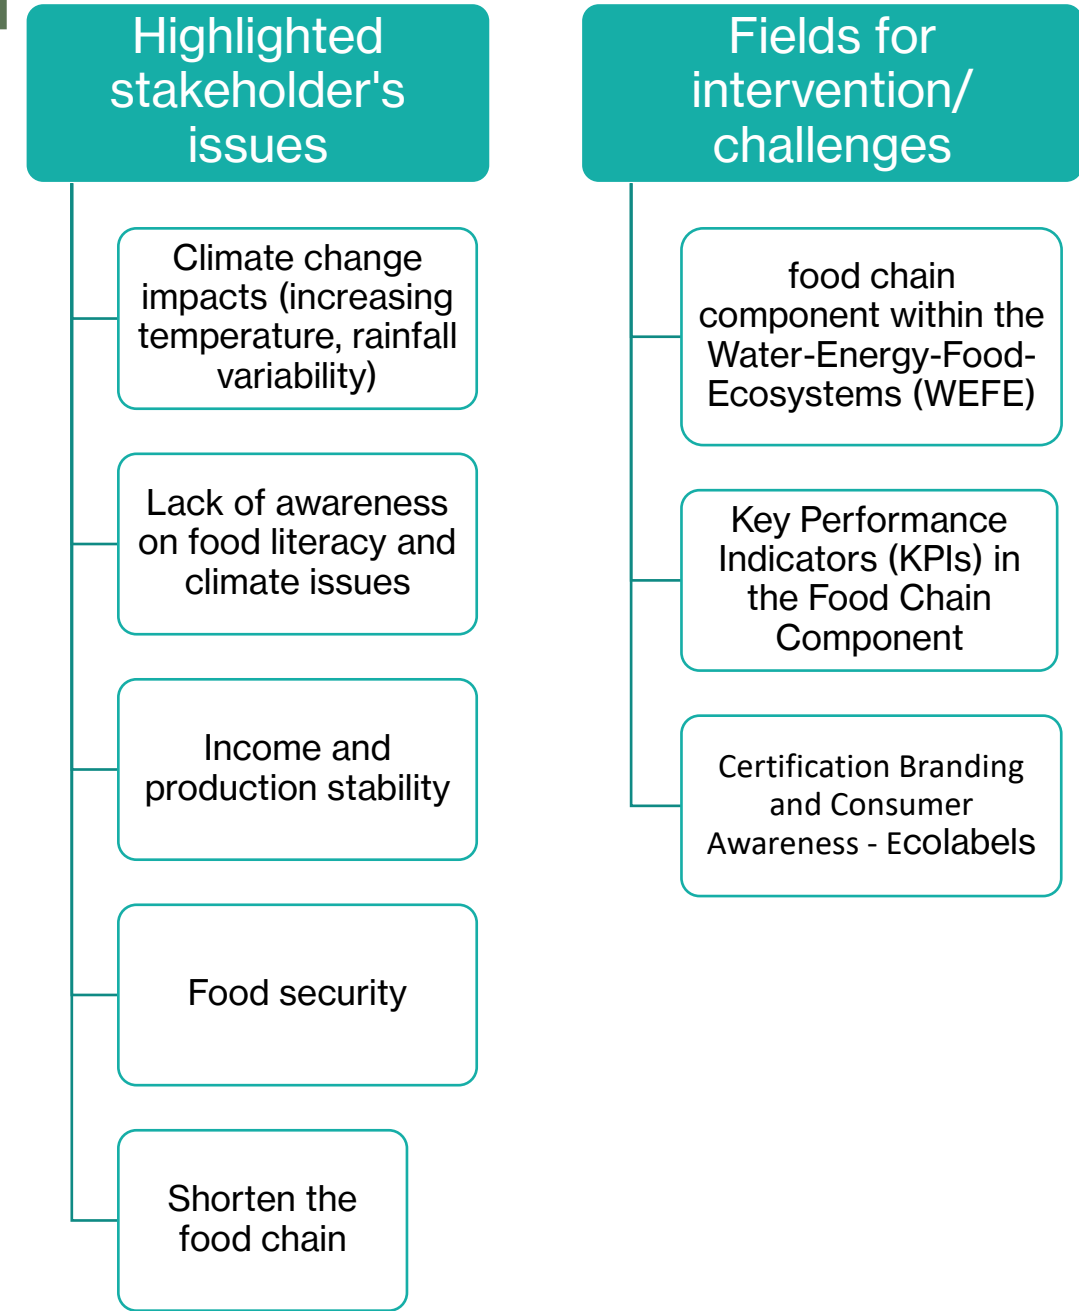 Highlighted
stakeholder's
issues
Climate change
impacts (increasing
temperature, rainfall
variability)
Lack of awareness
on food literacy and
climate issues
Income and
production stability
Food security
Shorten the
food chain
Fields for
intervention/
challenges
food chain
component within the
Water-Energy-Food-
Ecosystems (WEFE)
Key Performance
Indicators (KPIs) in
the Food Chain
Component
Certification Branding
and Consumer
Awareness - Ecolabels